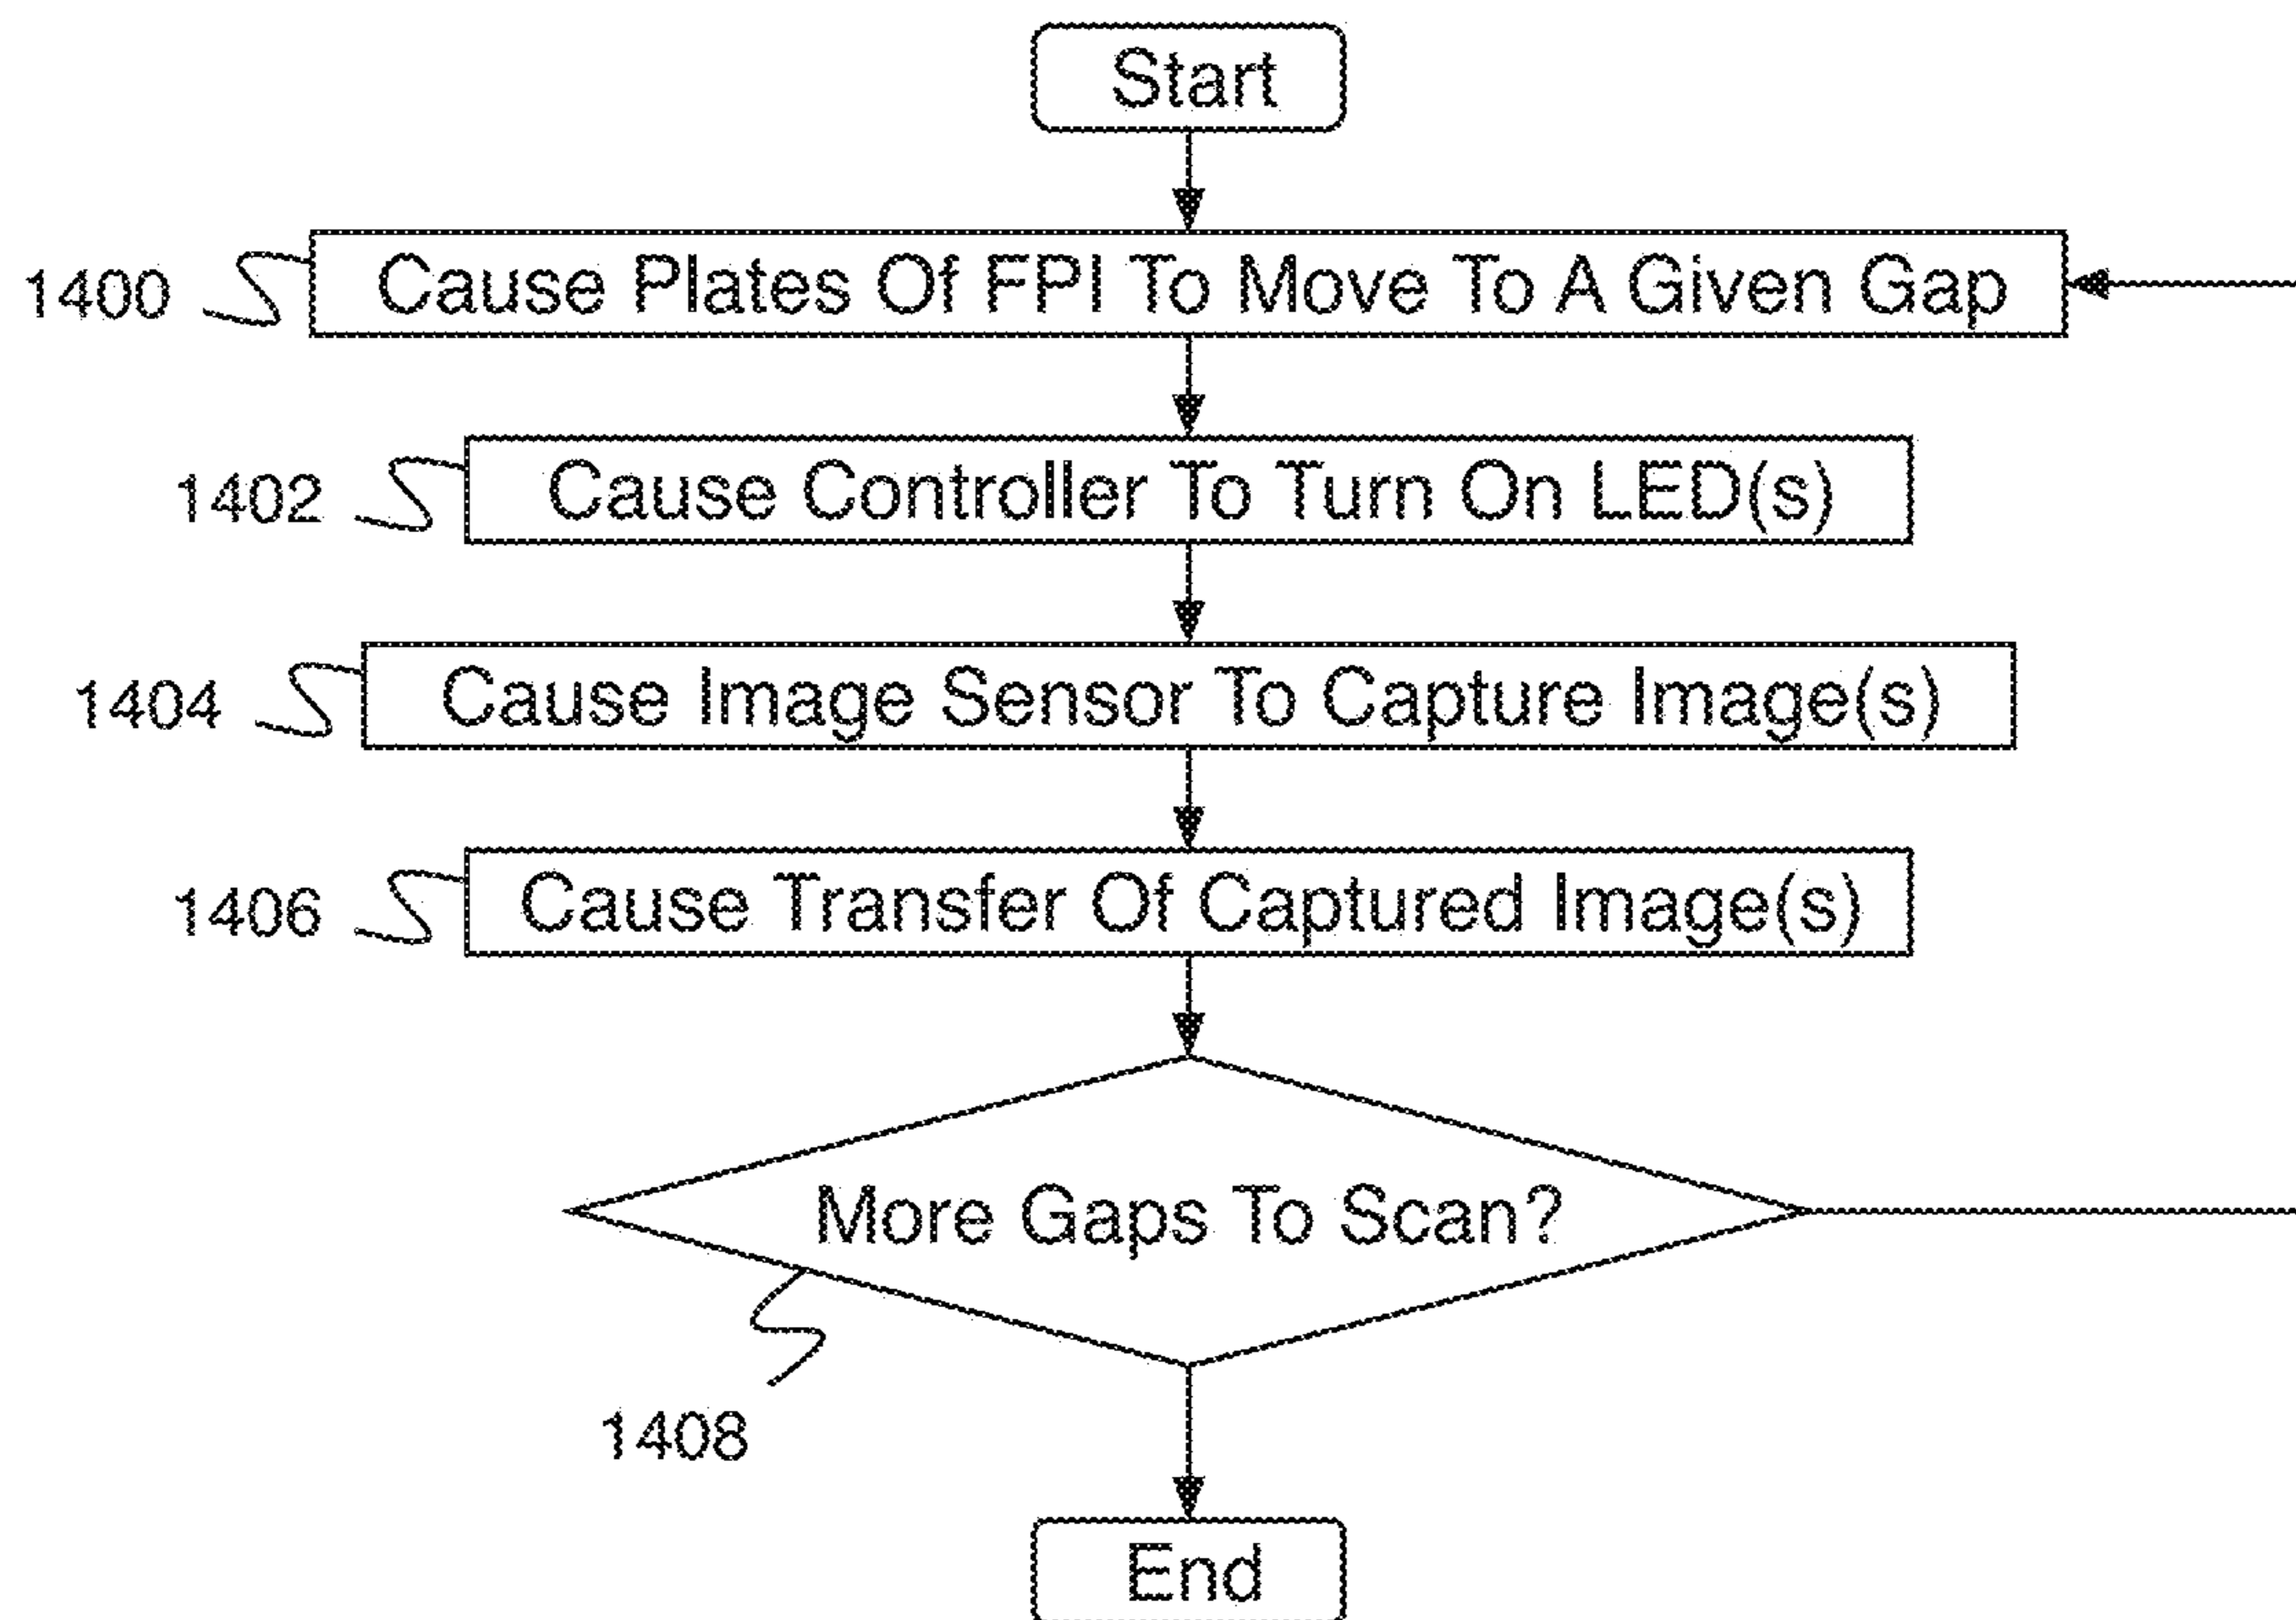 Start
1400
Cause Plates Of FPI To Move To A Given Gap
1402
Cause Controller To Turn On LED(s)
1404
Cause Image Sensor To Capture Image(s)
1406
Cause Transfer Of Captured Image(s)
More Gaps To Scan?
1408
End